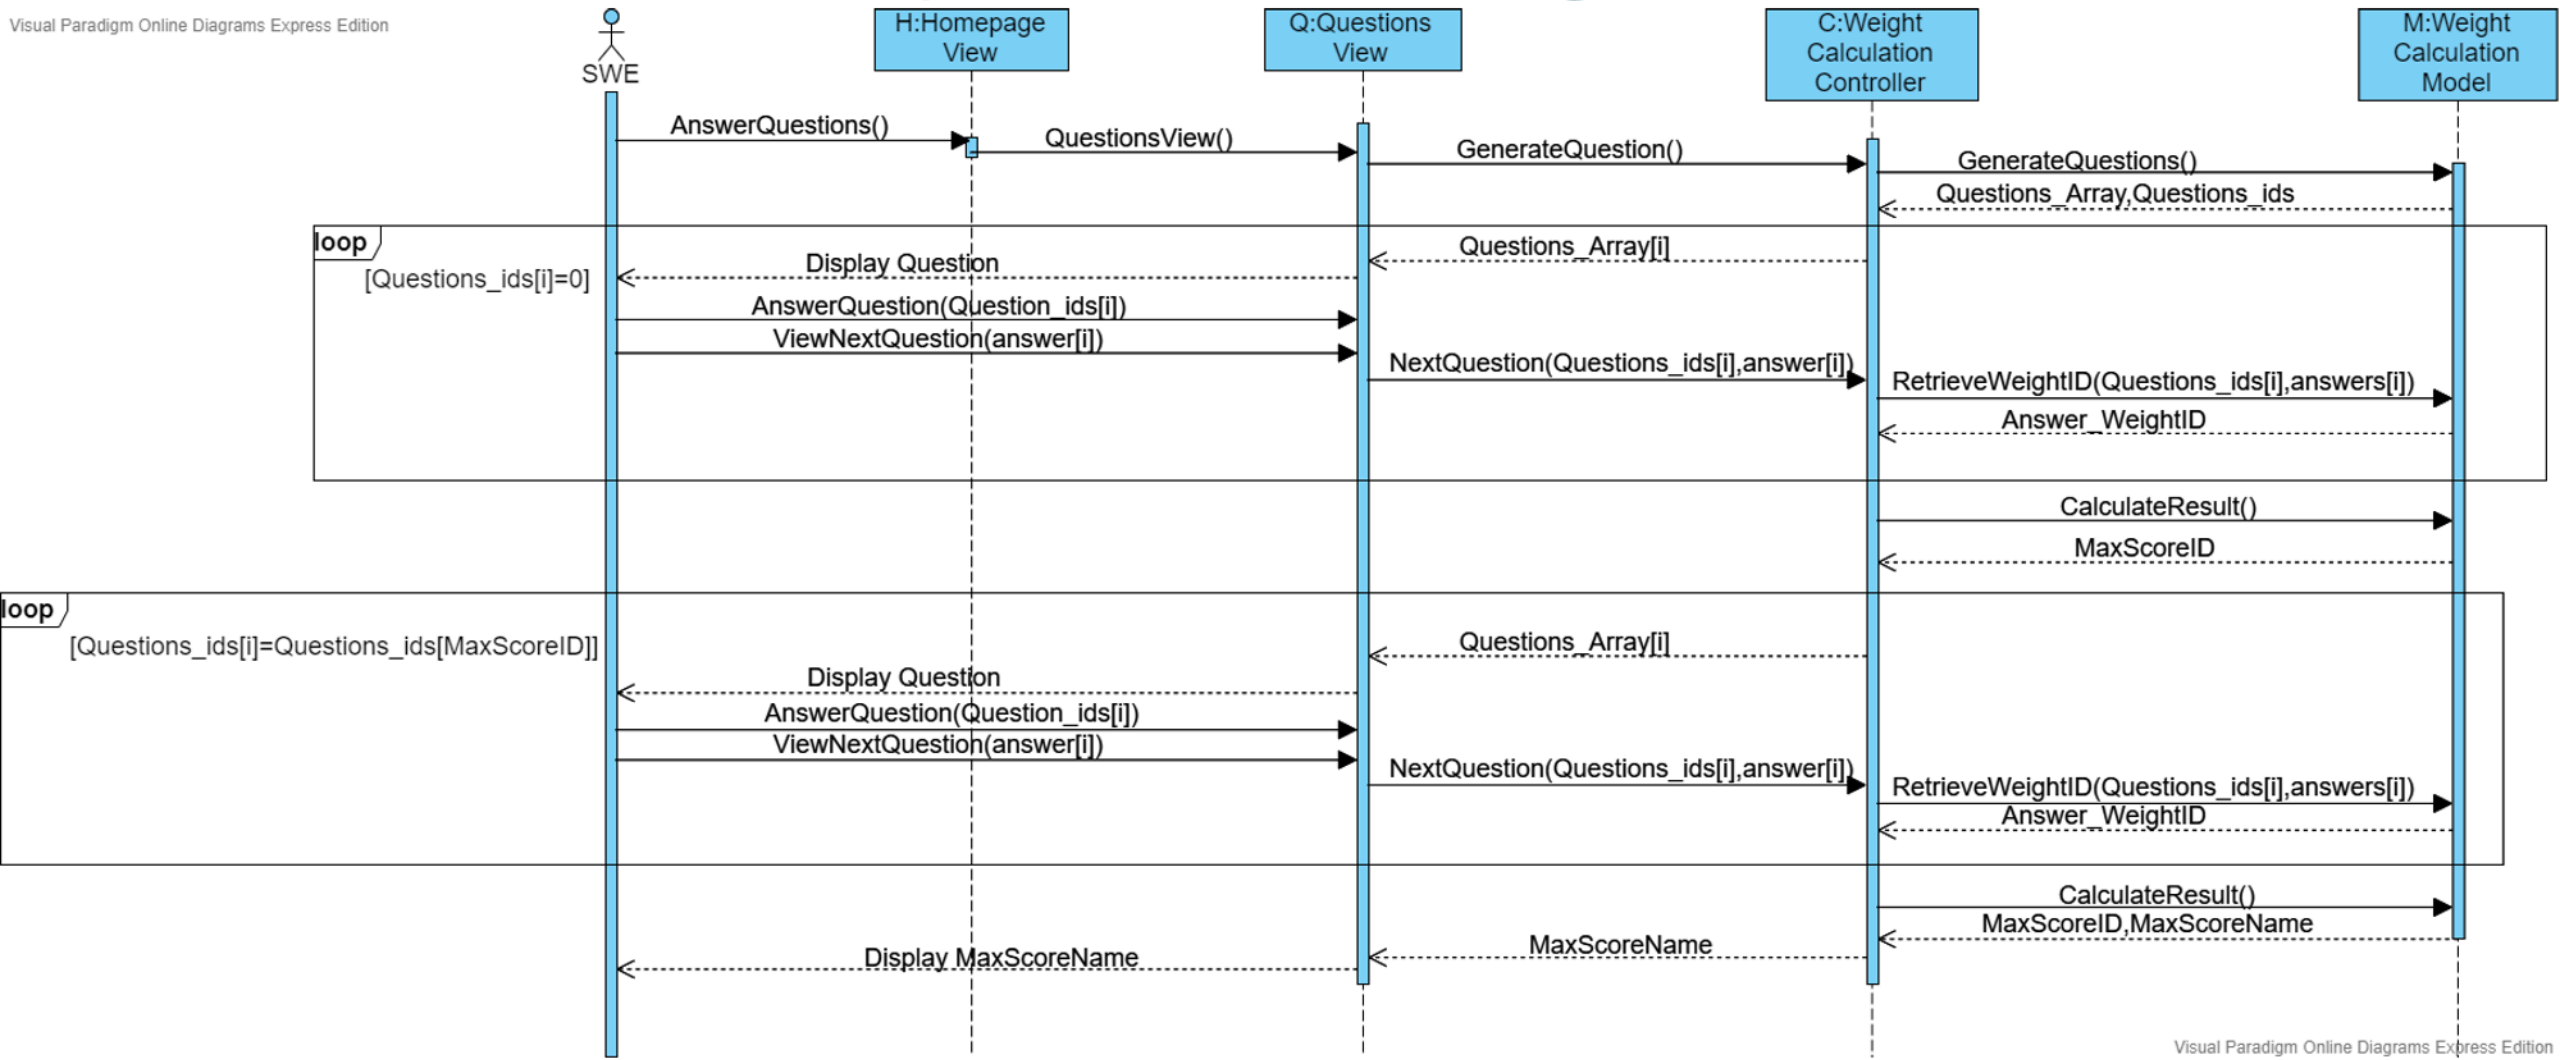 Visual Paradigm Online Diagrams Express Edition
SWE
H:Homepage
View
Q:Questions
View
C:Weight
Calculation
Controller
M:Weight
Calculation
Model
AnswerQuestions()
QuestionsView()
GenerateQuestion()
GenerateQuestions()
Questions_Array,Questions_ids
loop
[Questions_ids[i]=0]
Questions_Array[i]
Display Question
AnswerQuestion(Question_ids[i])
ViewNextQuestion(answer[i])
NextQuestion(Questions_ids[i],answer[i])
RetrieveWeightID(Questions_ids[i],answers[i])
Answer_WeightID
CalculateResult()
MaxScoreID
loop
[Questions_ids[i]=Questions_ids[MaxScoreID]]
Questions_Array[i]
Display Question
AnswerQuestion(Question_ids[i])
ViewNextQuestion(answer[i])
NextQuestion(Questions_ids[i],answer[i])
RetrieveWeightID(Questions_ids[i],answers[i])
Answer_WeightID
CalculateResult()
MaxScoreID,MaxScoreName
MaxScoreName
Display MaxScoreName
Visual Paradigm Online Diagrams Express Edition